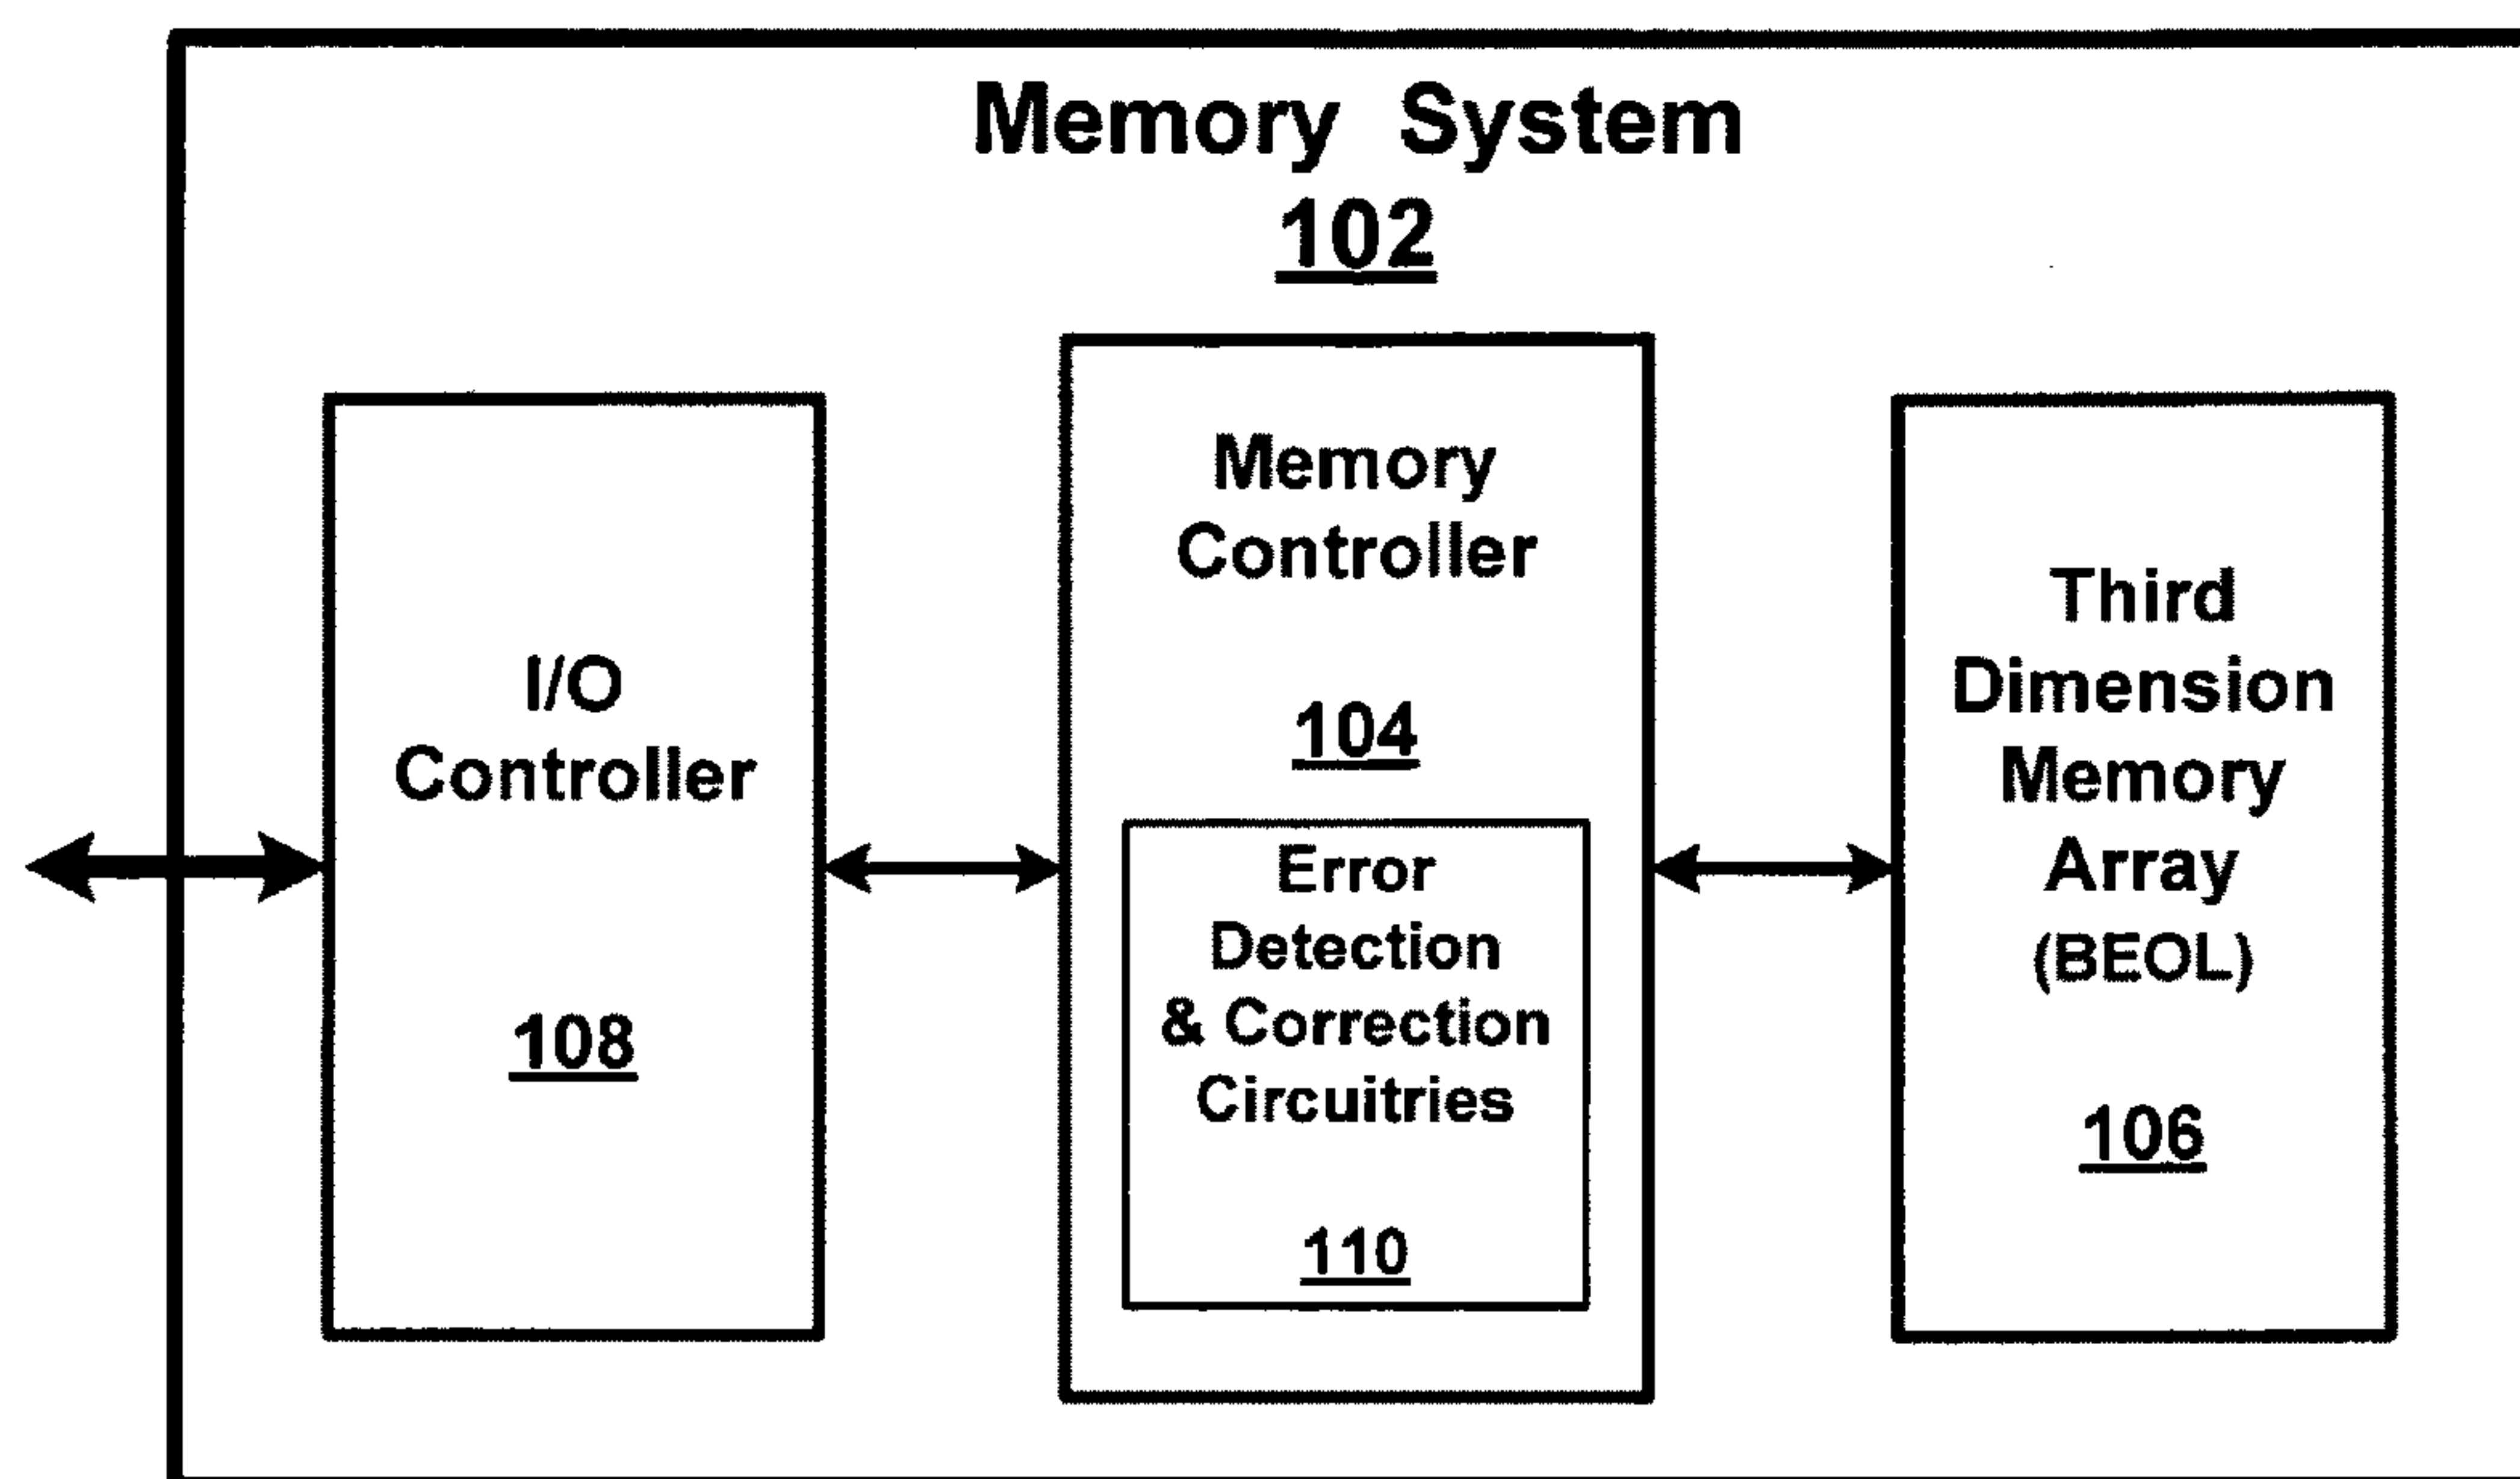 Memory System
102
I/O
Controller
108
Memory
Controller
104
Error
Detection
& Correction
Circuitries
110
Third
Dimension
Memory
Array
(BEOL)
106